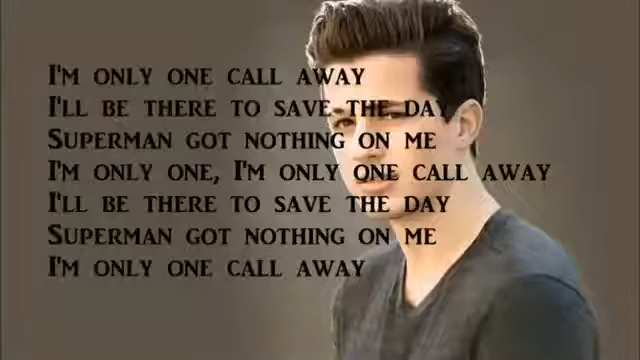 I'm only one call away
I'll be there to save the day
Superman got nothing on me
I'm only one, I'm only one call away
I'll be there to save the day
Superman got nothing on me
I'm only one call away